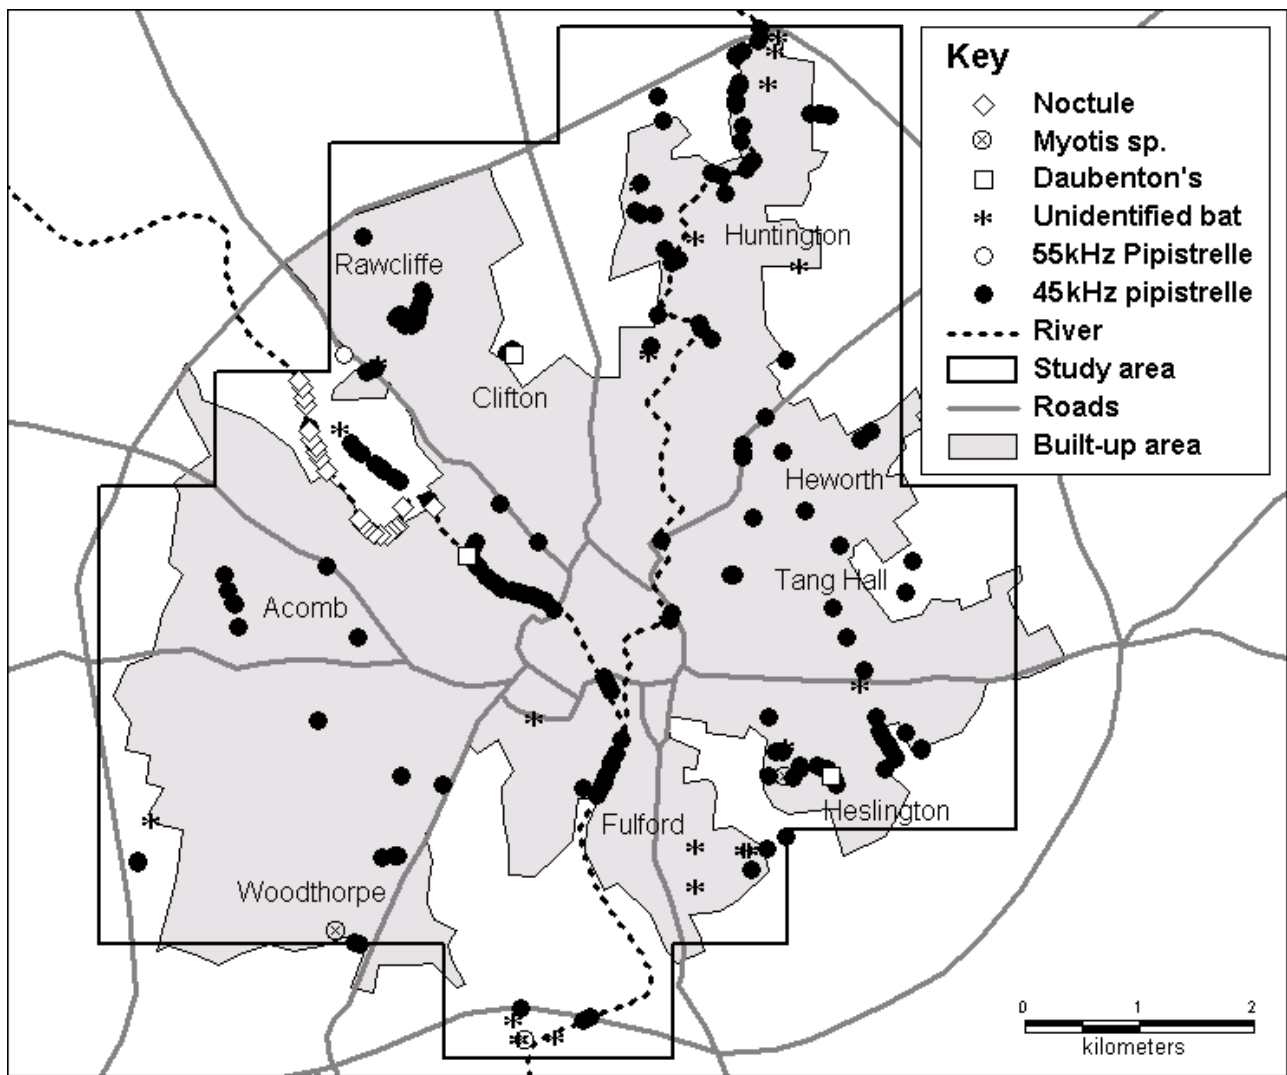 Key
Noctule
Myotis sp.
Daubenton's
Unidentified bat
55kHz Pipistrelle
45kHz pipistrelle
River
Study area
Roads
Built-up area
Huntington
Rawcliffe
Clifton
Heworth
Tang Hall
Acomb
Heslington
Fulford
Woodthorpe
0 1 2
kilometers